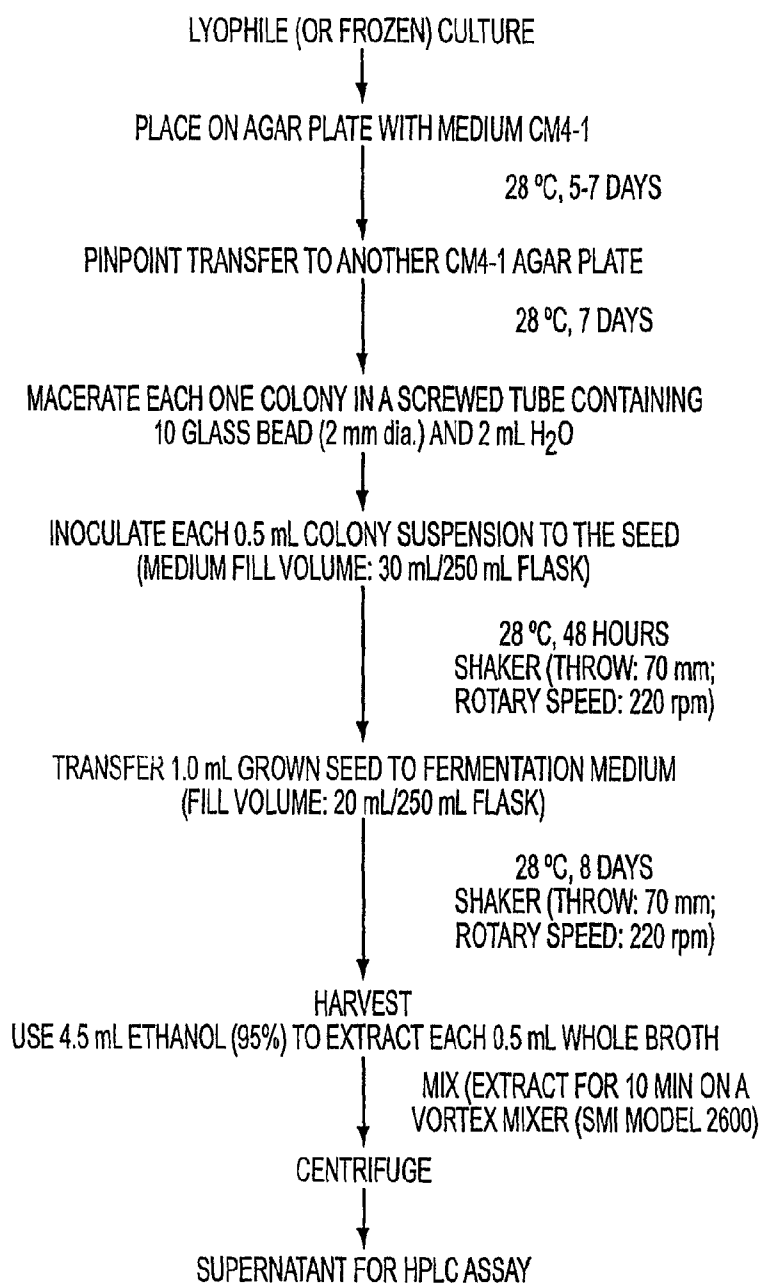 LYOPHILE (OR FROZEN) CULTURE
PLACE ON AGAR PLATE WITH MEDIUM CM4-1
28 ºC, 5-7 DAYS
PINPOINT TRANSFER TO ANOTHER CM4-1 AGAR PLATE
28 ºC, 7 DAYS
MACERATE EACH ONE COLONY IN A SCREWED TUBE CONTAINING
10 GLASS BEAD (2 mm dia.) AND 2 mL H₂O
INOCULATE EACH 0.5 mL COLONY SUSPENSION TO THE SEED
(MEDIUM FILL VOLUME: 30 mL/250 mL FLASK)
28 ºC, 48 HOURS
SHAKER (THROW: 70 mm;
ROTARY SPEED: 220 rpm)
TRANSFER 1.0 mL GROWN SEED TO FERMENTATION MEDIUM
(FILL VOLUME: 20 mL/250 mL FLASK)
28 ºC, 8 DAYS
SHAKER (THROW: 70 mm;
ROTARY SPEED: 220 rpm)
HARVEST
USE 4.5 mL ETHANOL (95%) TO EXTRACT EACH 0.5 mL WHOLE BROTH
MIX (EXTRACT FOR 10 MIN ON A
VORTEX MIXER (SMI MODEL 2600)
CENTRIFUGE
SUPERNATANT FOR HPLC ASSAY